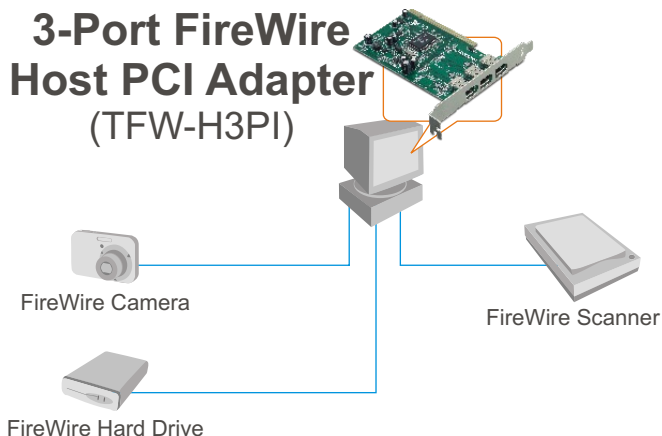 3-Port FireWire
Host PCI Adapter
(TFW-H3PI)
FireWire Camera
FireWire Scanner
FireWire Hard Drive